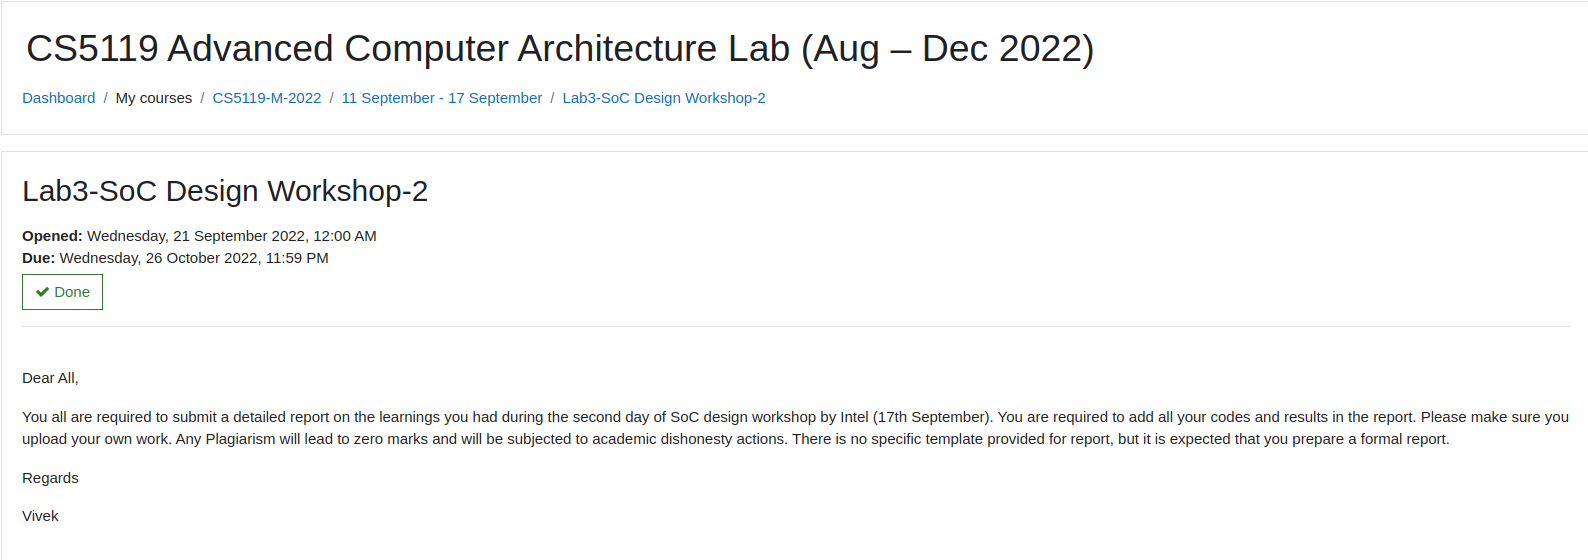 CS5119 Advanced Computer Architecture Lab (Aug – Dec 2022)
Dashboard / My courses / CS5119-M-2022 / 11 September - 17 September / Lab3-SoC Design Workshop-2
Lab3-SoC Design Workshop-2
Opened: Wednesday, 21 September 2022, 12:00 AM
Due: Wednesday, 26 October 2022, 11:59 PM
✔ Done
Dear All,
You all are required to submit a detailed report on the learnings you had during the second day of SoC design workshop by Intel (17th September). You are required to add all your codes and results in the report. Please make sure you
upload your own work. Any Plagiarism will lead to zero marks and will be subjected to academic dishonesty actions. There is no specific template provided for report, but it is expected that you prepare a formal report.
Regards
Vivek